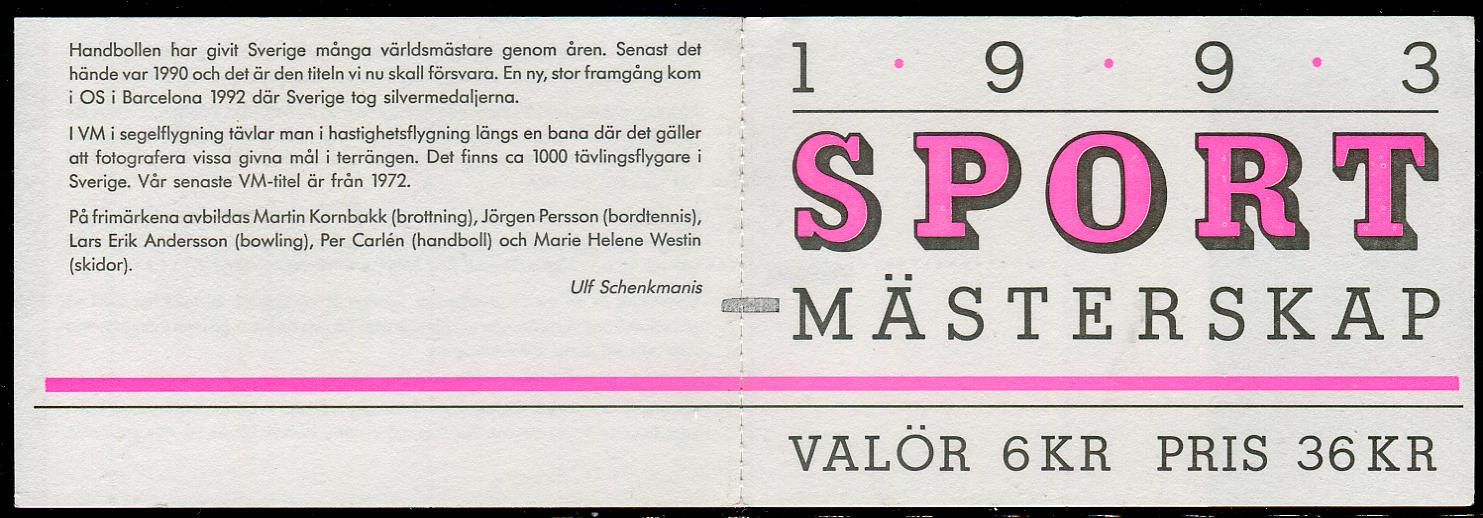 Handbollen har givit Sverige många världsmästare genom åren. Senast det
hände var 1990 och det är den titeln vi nu skall försvara. En ny, stor framgång kom
i OS i Barcelona 1992 där Sverige tog silvermedaljerna.
I VM i segelflygning tävlar man i hastighetsflygning längs en bana där det gäller
att fotografera vissa givna mål i terrängen. Det finns ca 1000 tävlingsflygare i
Sverige. Vår senaste VM-titel är från 1972.
På frimärkena avbildas Martin Kornbakk (brottning), Jörgen Persson (bordtennis),
Lars Erik Andersson (bowling), Per Carlén (handboll) och Marie Helene Westin
(skidor).
Ulf Schenkmanis
1 · 9 · 9 · 3
SPORT
MÄSTERSKAP
VALÖR 6 KR PRIS 36 KR